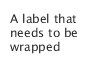 A label that
needs to be
wrapped